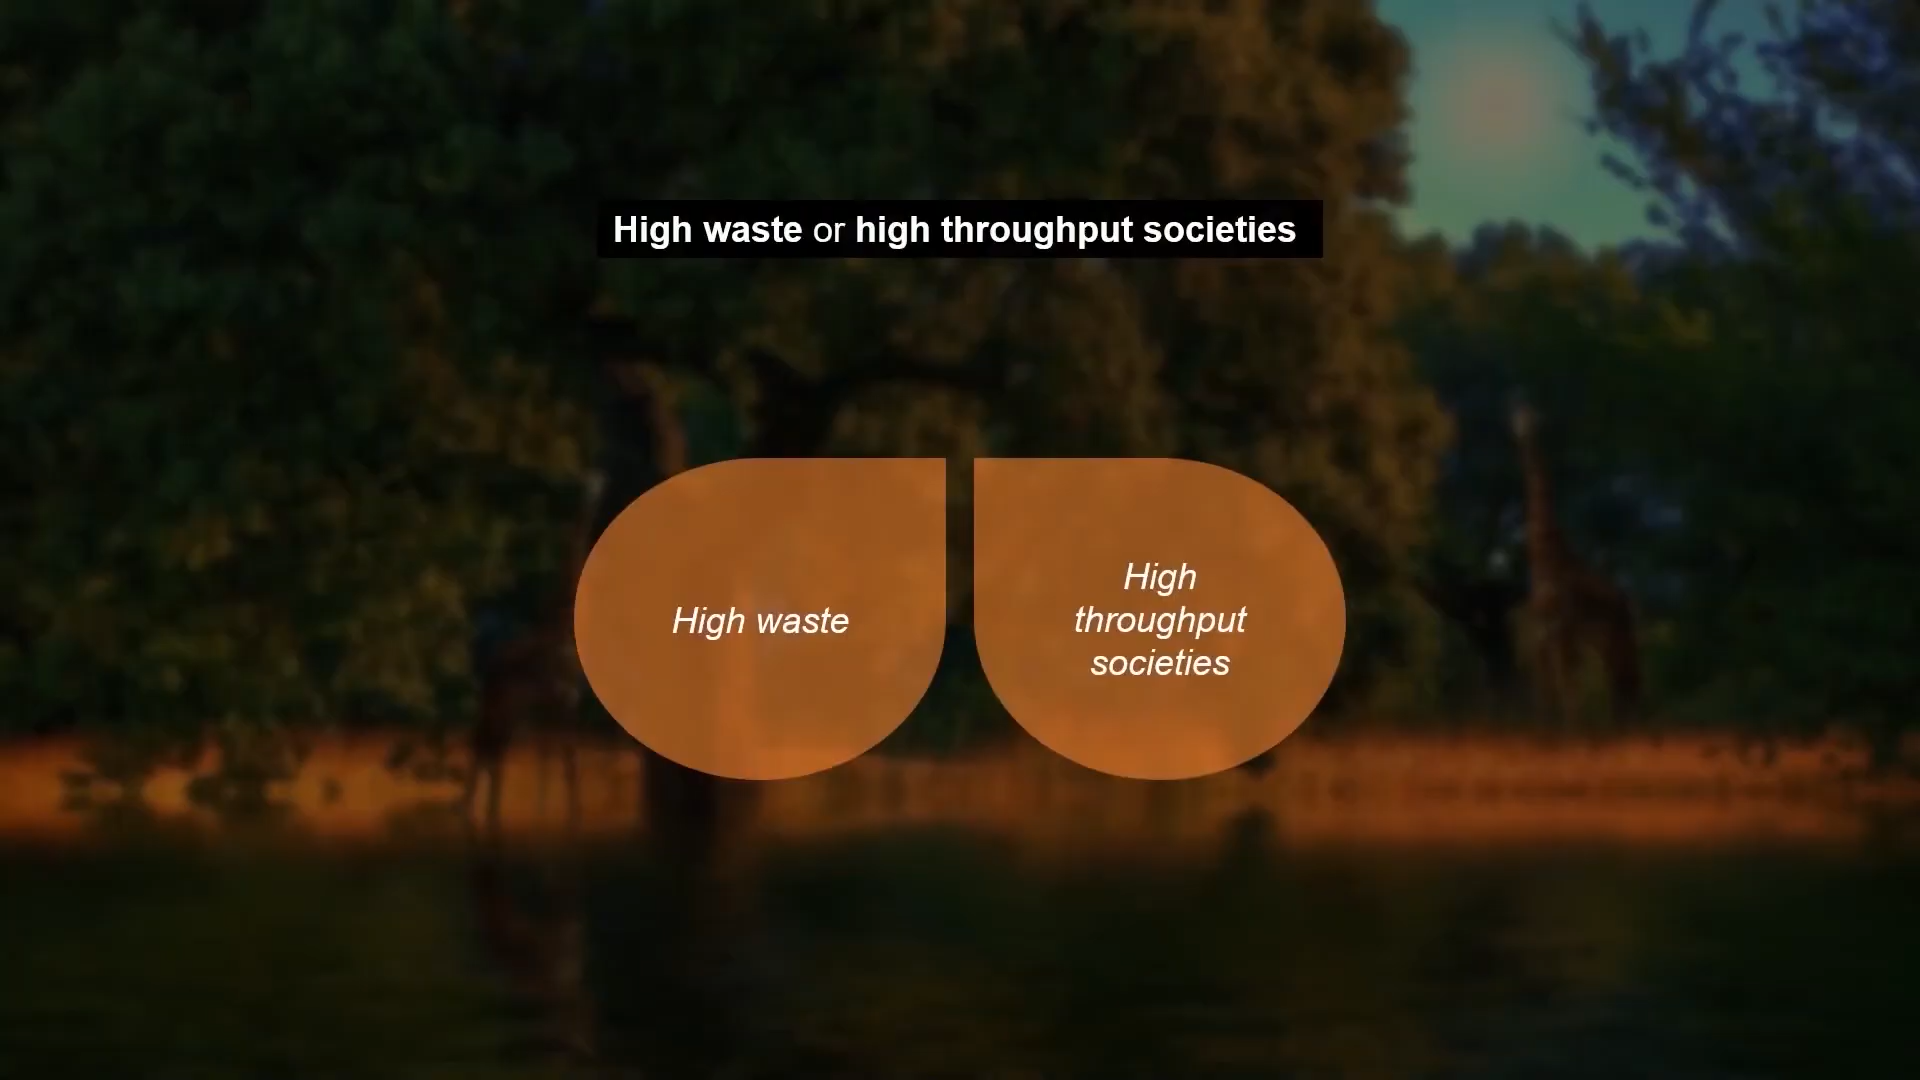 High waste or high throughput societies
High waste
High
throughput
societies